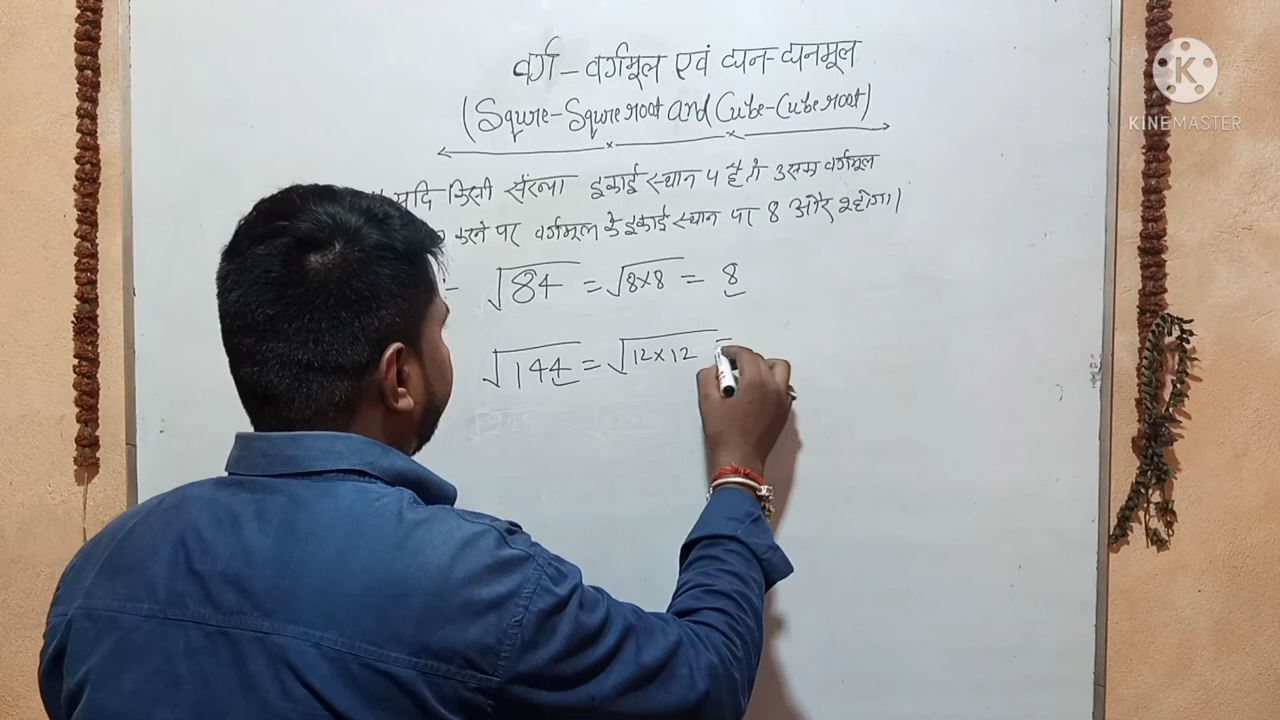 वर्ग - वर्गमूल एवं घन-घनमूल
(Squre-Squre root and Cube-Cube root)
यदि किसी संख्या इकाई स्थान 4 है तो उसम वर्गमूल
करने पर वर्गमूल के इकाई स्थान पर 8 और 2 होगा।
√84 = √8×8 = 8
√144 = √12×12 =
KINEMASTER